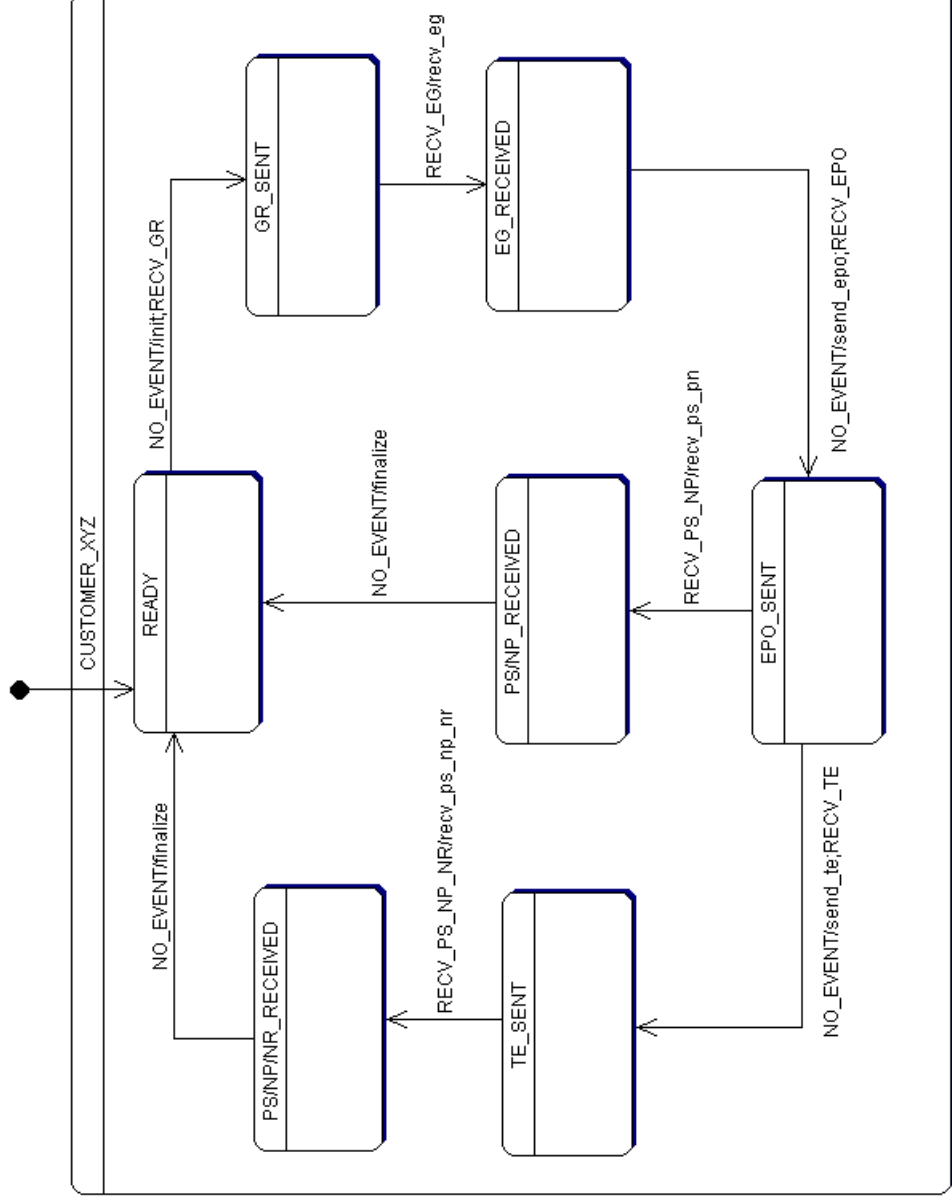 CUSTOMER_XYZ
READY
NO_EVENT/init;RECV_GR
GR_SENT
RECV_EG/recv_eg
EG_RECEIVED
NO_EVENT/send_epo;RECV_EPO
EPO_SENT
RECV_PS_NP/recv_ps_pn
PS/NP_RECEIVED
NO_EVENT/finalize
NO_EVENT/send_te;RECV_TE
TE_SENT
RECV_PS_NP_NR/recv_ps_np_nr
PS/NP/NR_RECEIVED
NO_EVENT/finalize